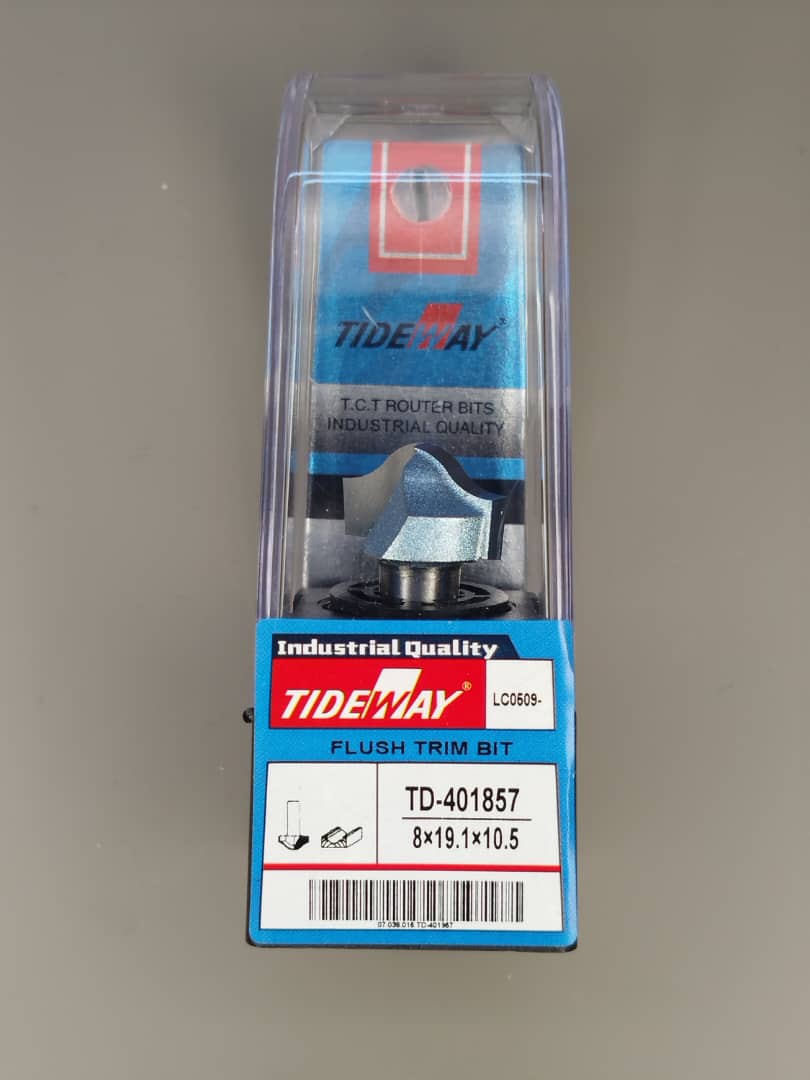 TIDEWAY®
T.C.T ROUTER BITS
INDUSTRIAL QUALITY
Industrial Quality
TIDEWAY®
LC0509-
FLUSH TRIM BIT
TD-401857
8×19.1×10.5